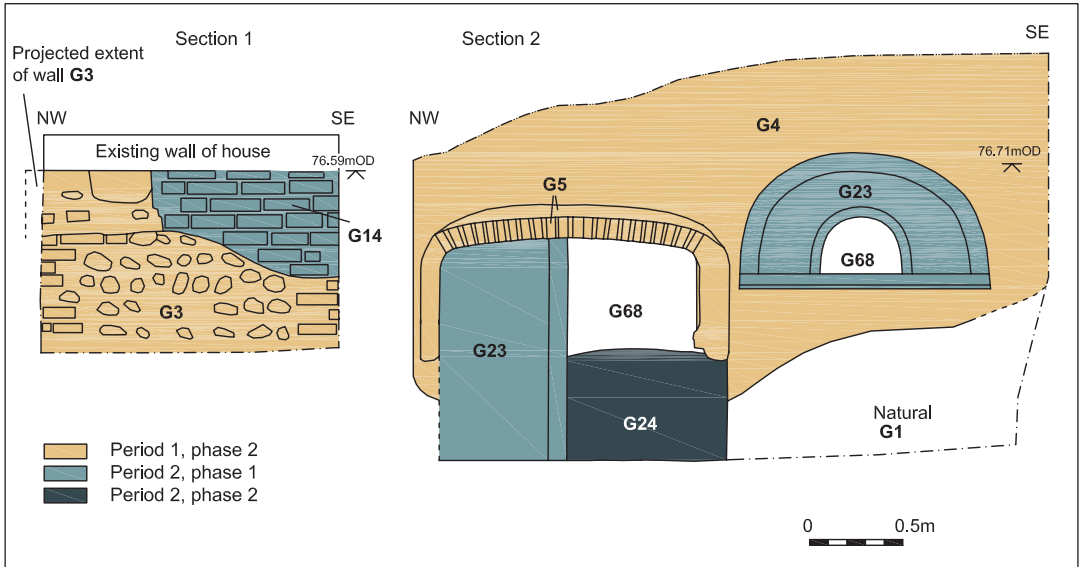 Section 1
Section 2
SE
Projected extent
of wall G3
NW
SE
NW
Existing wall of house
76.59mOD
G4
76.71mOD
G5
G23
G14
G68
G3
G68
G23
G24
Natural
G1
Period 1, phase 2
Period 2, phase 1
Period 2, phase 2
0
0.5m